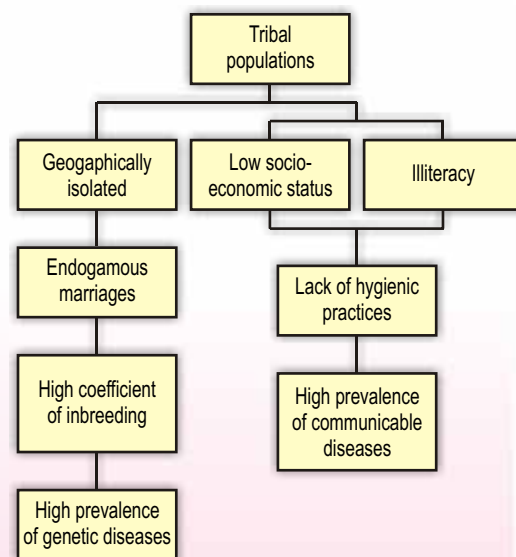 Tribal
populations
Geogaphically
isolated
Low socio-
economic status
Illiteracy
Endogamous
marriages
Lack of hygienic
practices
High coefficient
of inbreeding
High prevalence
of communicable
diseases
High prevalence
of genetic diseases